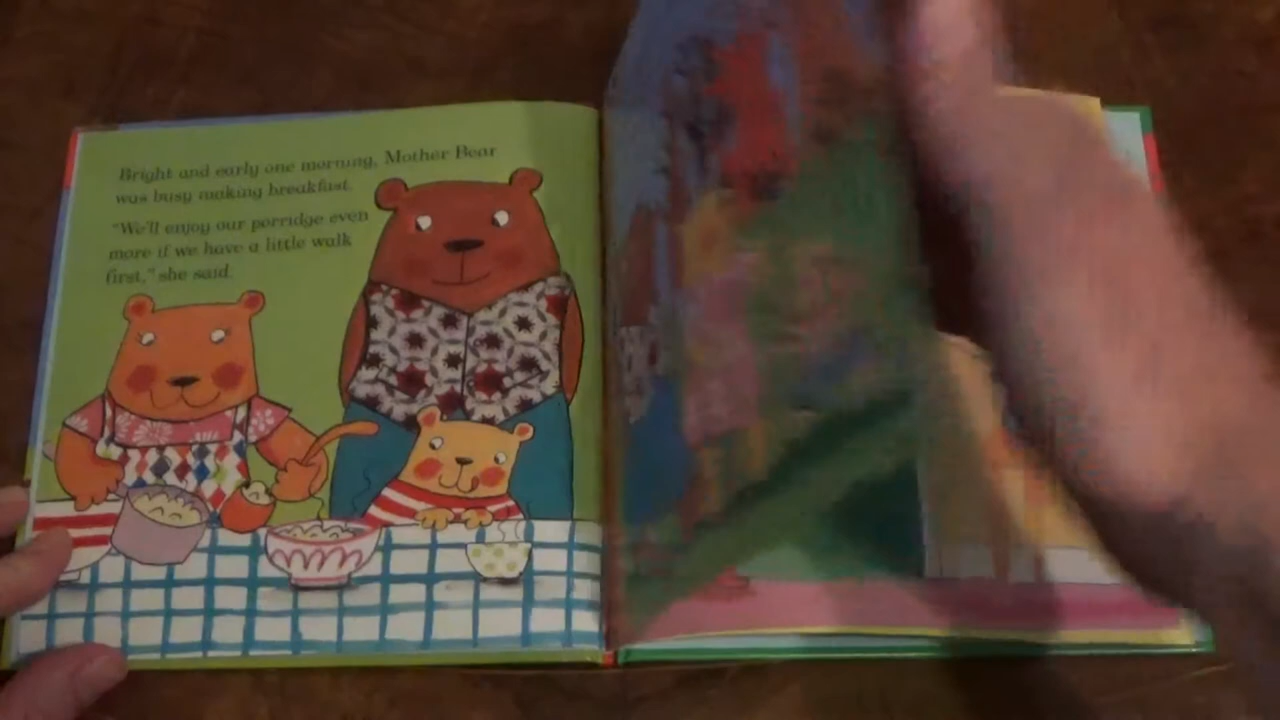 Bright and early one morning, Mother Bear
was busy making breakfast.
"We'll enjoy our porridge even
more if we have a little walk
first," she said.